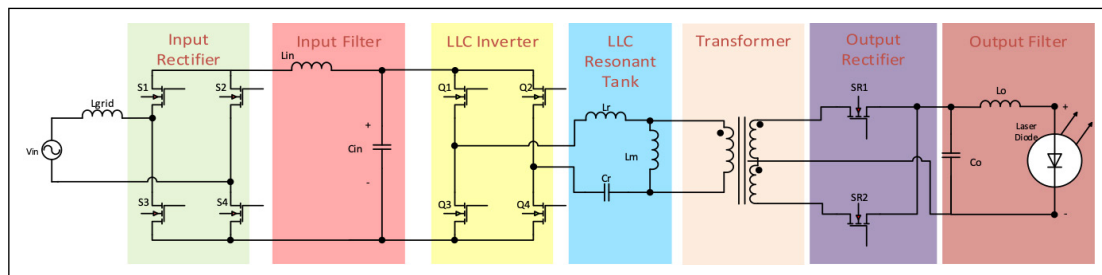 Input
Rectifier
Input Filter
LLC Inverter
LLC
Resonant
Tank
Transformer
Output
Rectifier
Output Filter
Lgrid
Vin
S1
S2
S3
S4
Lin
+
Cin
-
Q1
Q2
Q3
Q4
Lr
Lm
Cr
SR1
SR2
Lo
Co
Laser
Diode
+
-